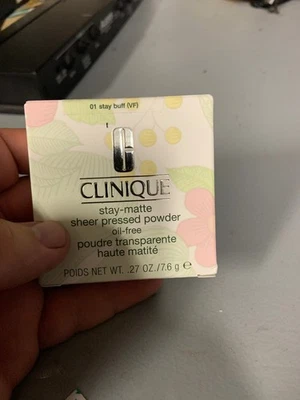 01 stay buff (VF)
CLINIQUE
stay-matte
sheer pressed powder
oil-free
poudre transparente
haute matité
POIDS NET WT. .27 OZ./7.6 g ℮